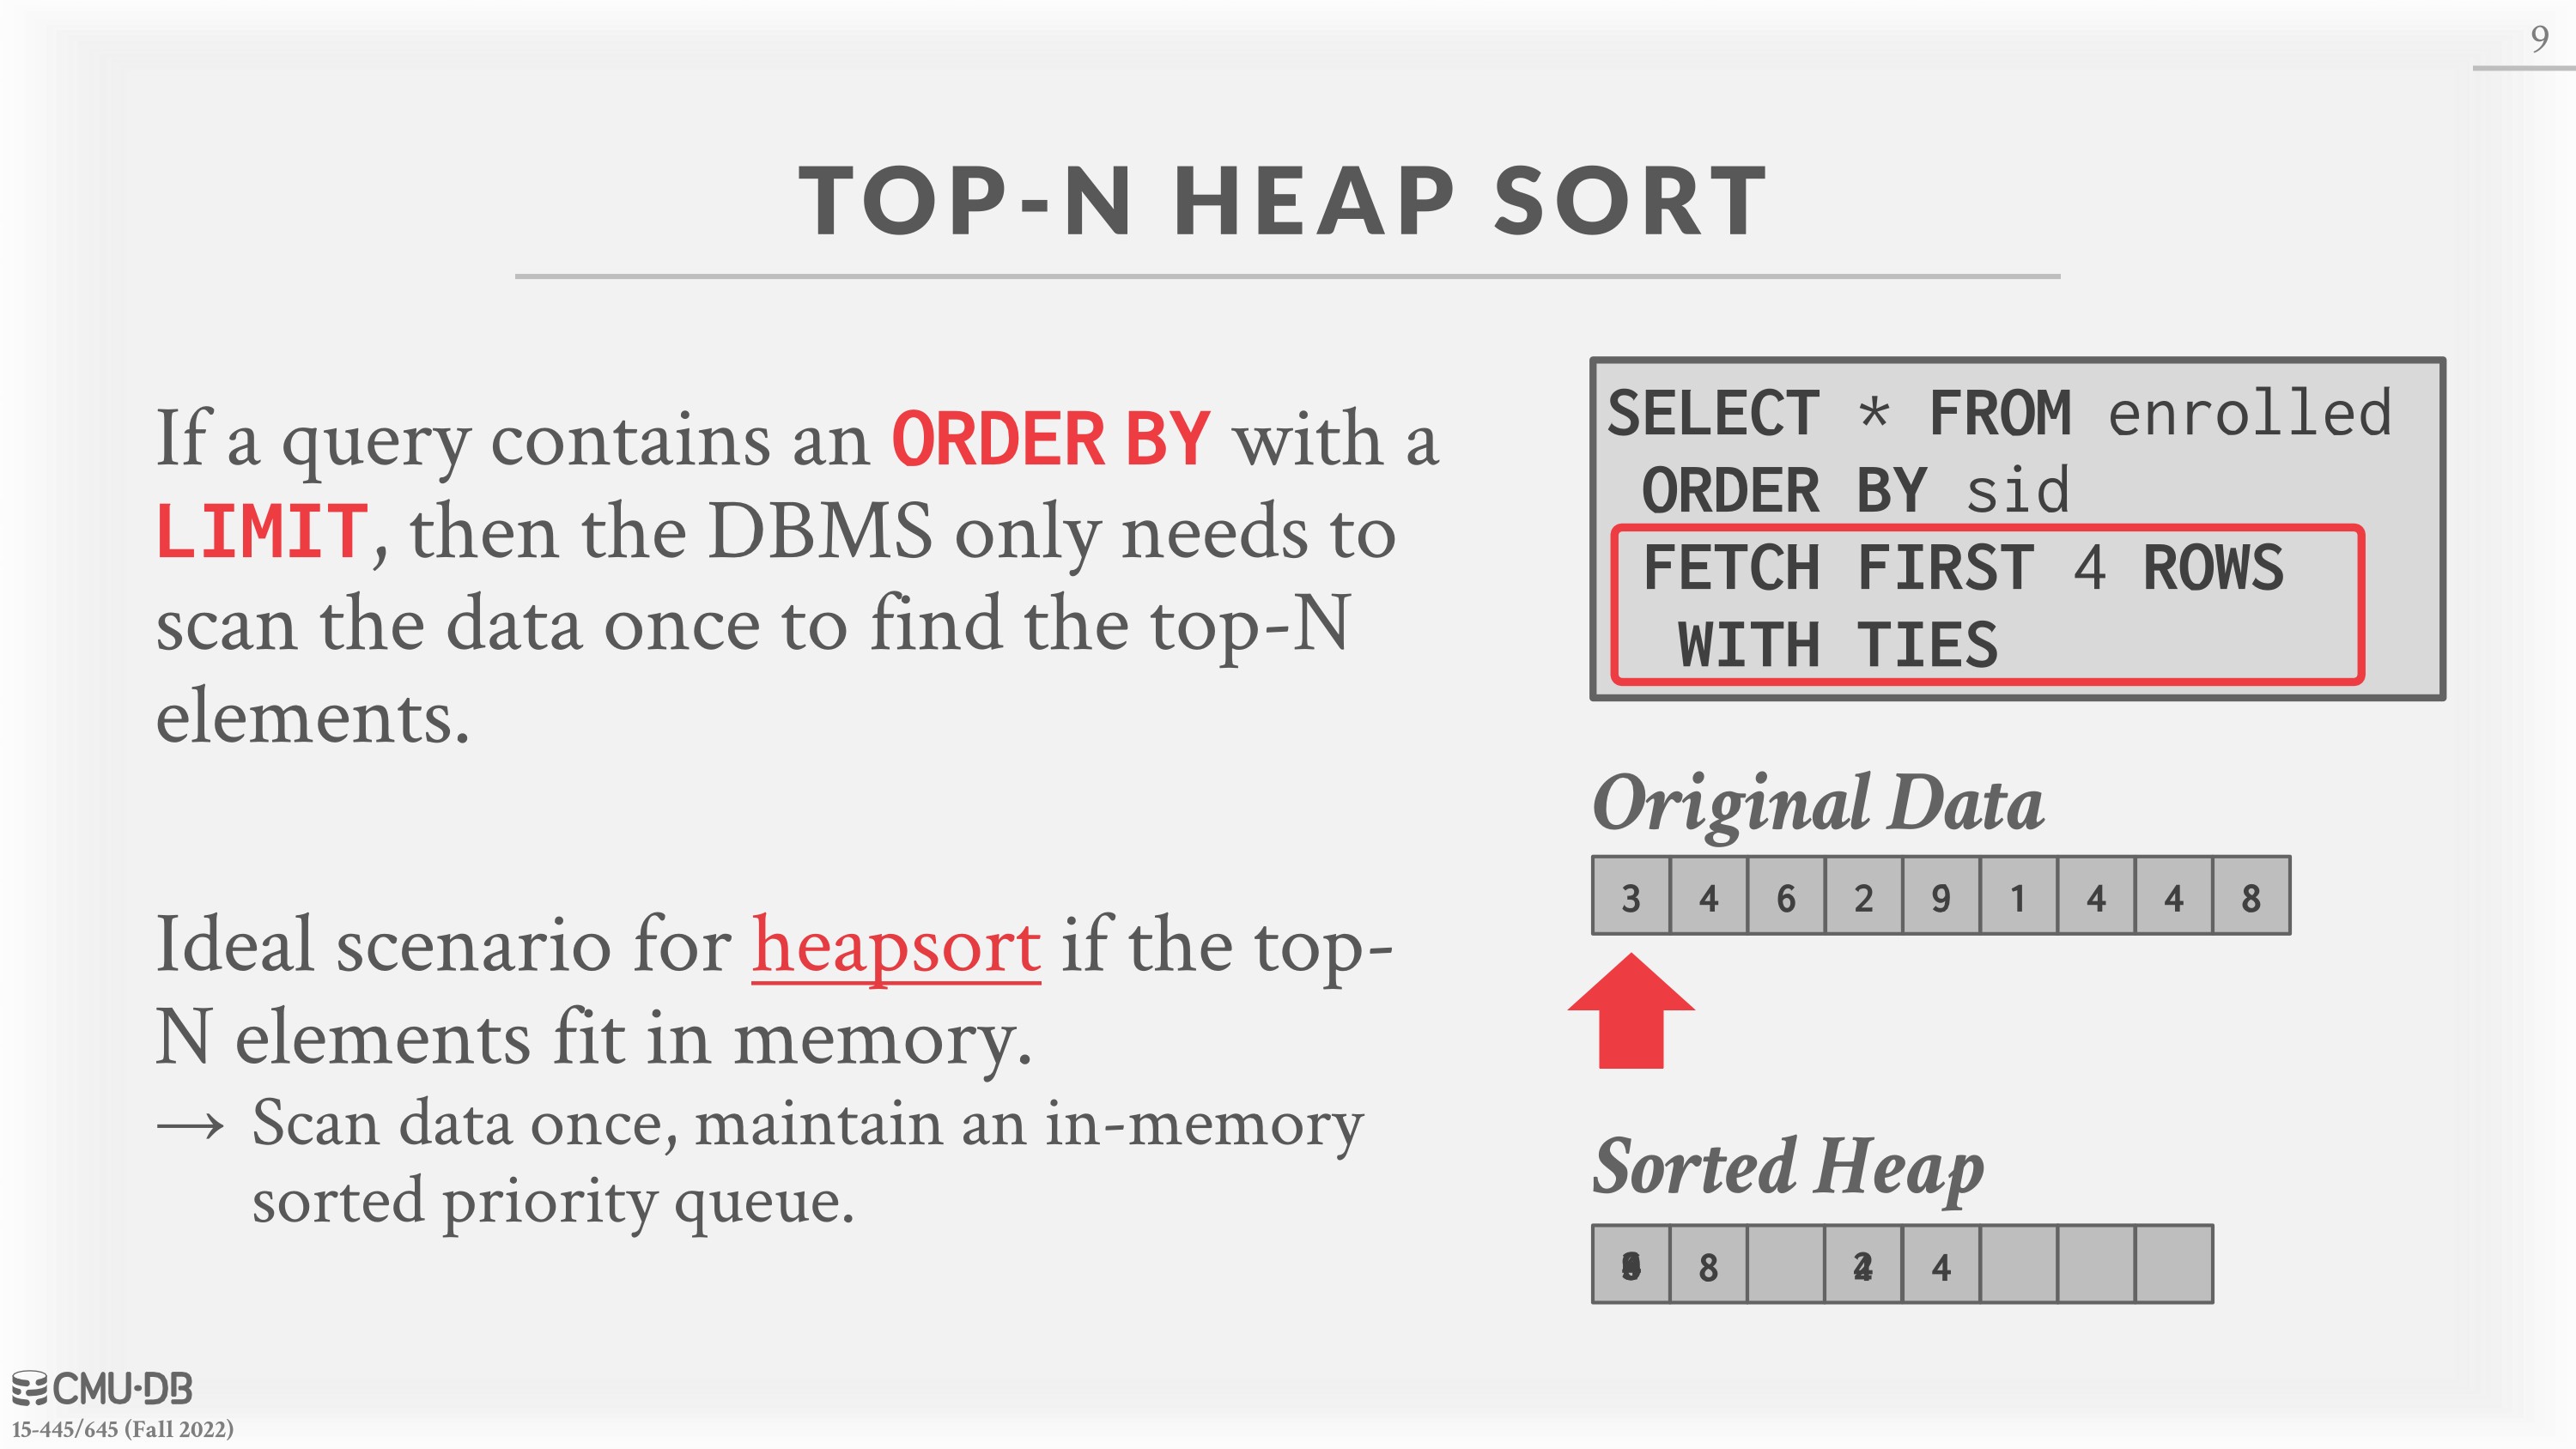 9
TOP-N HEAP SORT
If a query contains an ORDER BY with a
LIMIT, then the DBMS only needs to
scan the data once to find the top-N
elements.
Ideal scenario for heapsort if the top-
N elements fit in memory.
→ Scan data once, maintain an in-memory
sorted priority queue.
SELECT * FROM enrolled
ORDER BY sid
FETCH FIRST 4 ROWS
WITH TIES
Original Data
3 4 6 2 9 1 4 4 8
Sorted Heap
8 4
CMU·DB
15-445/645 (Fall 2022)